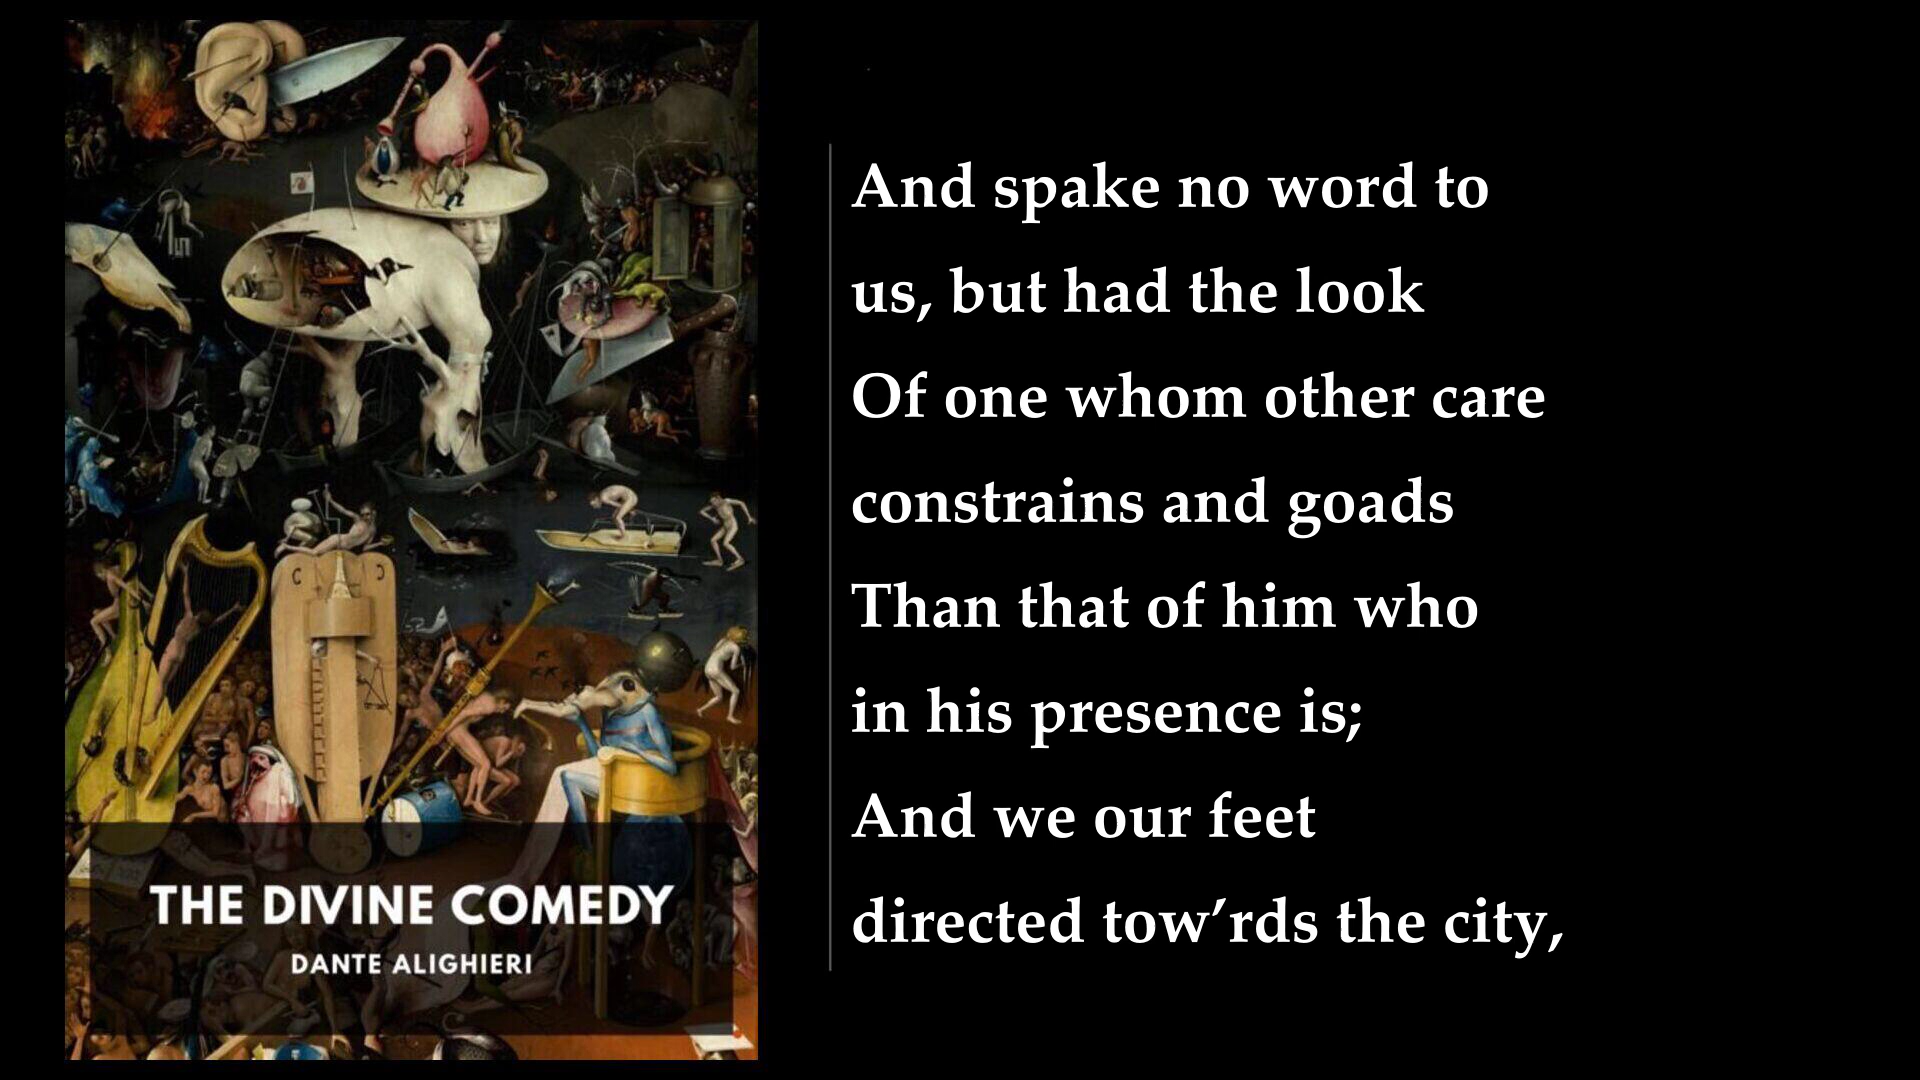 And spake no word to
us, but had the look
Of one whom other care
constrains and goads
Than that of him who
in his presence is;
And we our feet
directed tow’rds the city,
THE DIVINE COMEDY
DANTE ALIGHIERI